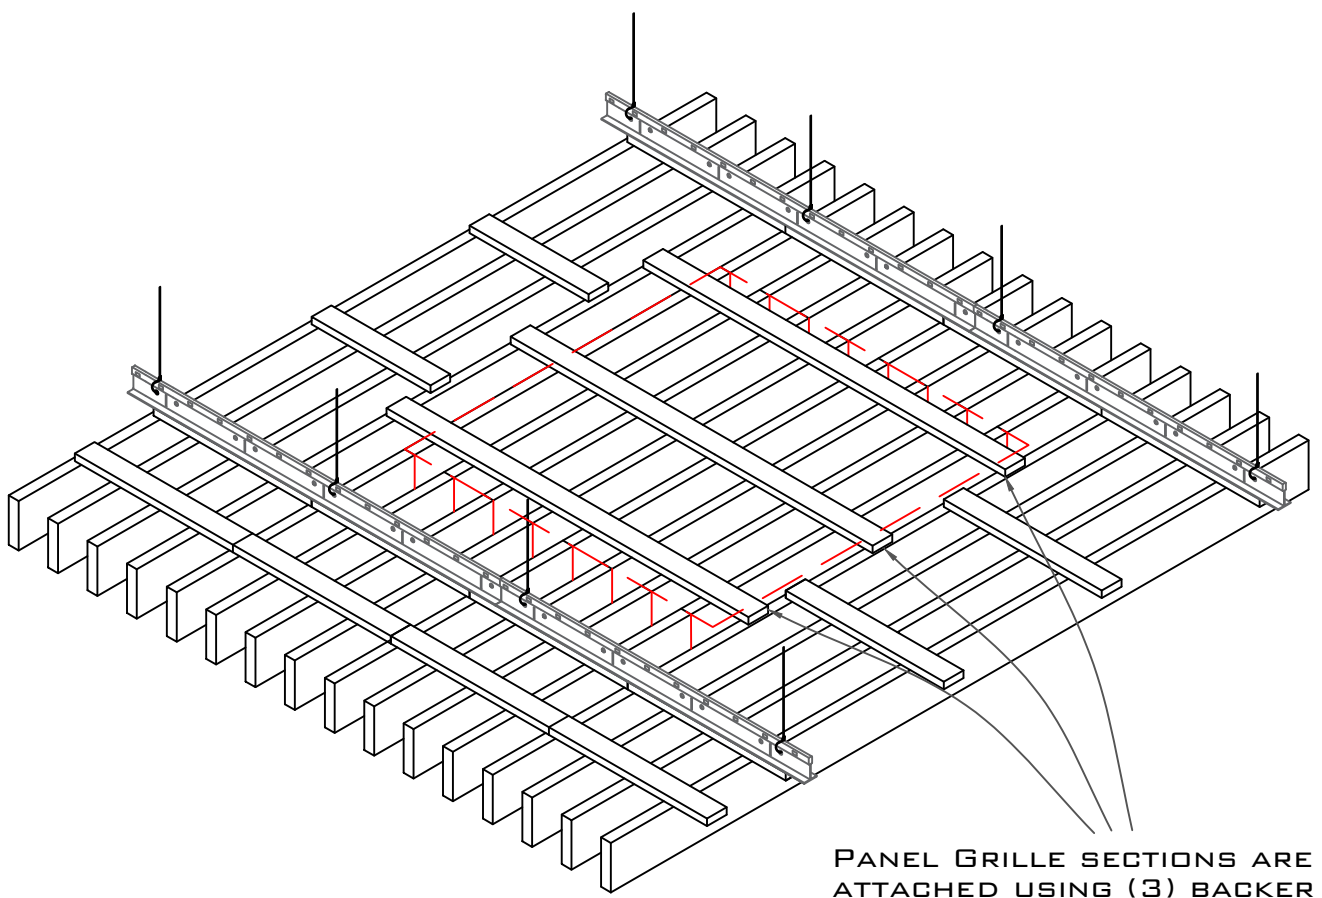 Panel Grille sections are
attached using (3) backer